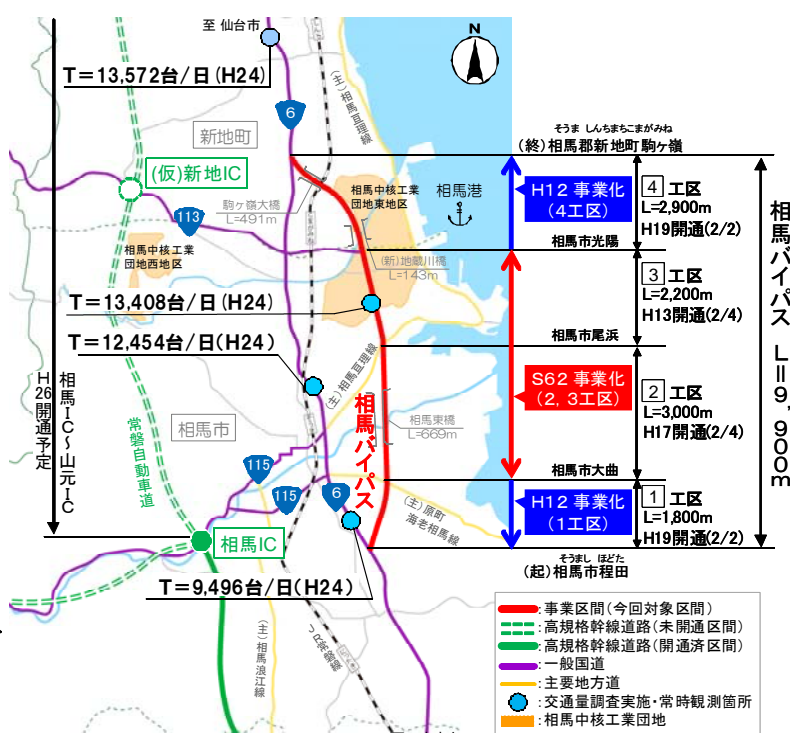 至 仙台市
T＝13,572台/日(H24)
N
6
(主)相馬亘理線
新地町
(仮)新地IC
113
駒ヶ嶺大橋
L=491m
相馬中核工業
団地東地区
相馬港
相馬中核工業
団地西地区
(新)地蔵川橋
L=143m
T＝13,408台/日(H24)
T＝12,454台/日(H24)
(主)相馬亘理線
相馬市
相馬東橋
L=669m
相馬バイパス
常磐自動車道
相馬IC～山元IC
H26開通予定
115
115
6
(主)原町
海老相馬線
相馬IC
T＝9,496台/日(H24)
(主)相馬浪江線
JR常磐線
そうま しんちまちこまがみね
(終)相馬郡新地町駒ヶ嶺
H12 事業化
(4工区)
4 工区
L=2,900m
H19開通(2/2)
相馬市光陽
3 工区
L=2,200m
H13開通(2/4)
相馬市尾浜
S62 事業化
(2, 3工区)
2 工区
L=3,000m
H17開通(2/4)
相馬市大曲
H12 事業化
(1工区)
1 工区
L=1,800m
H19開通(2/2)
そうまし ほどた
(起)相馬市程田
相馬バイパス L=9,900m
:事業区間(今回対象区間)
:高規格幹線道路(未開通区間)
:高規格幹線道路(開通済区間)
:一般国道
:主要地方道
:交通量調査実施・常時観測箇所
:相馬中核工業団地